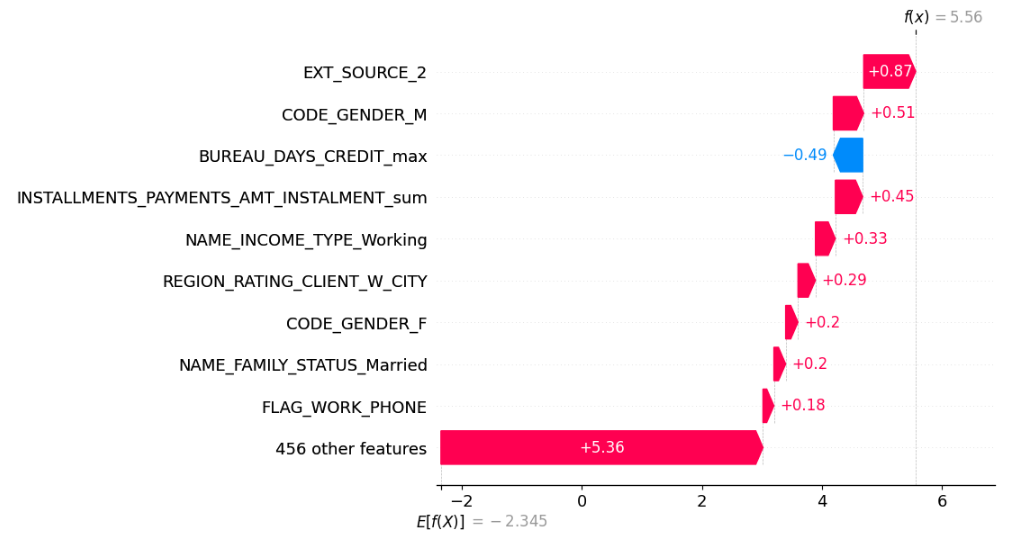 f(x) = 5.56
EXT_SOURCE_2 +0.87
CODE_GENDER_M +0.51
BUREAU_DAYS_CREDIT_max −0.49
INSTALLMENTS_PAYMENTS_AMT_INSTALMENT_sum +0.45
NAME_INCOME_TYPE_Working +0.33
REGION_RATING_CLIENT_W_CITY +0.29
CODE_GENDER_F +0.2
NAME_FAMILY_STATUS_Married +0.2
FLAG_WORK_PHONE +0.18
456 other features +5.36
−2 0 2 4 6
E[f(X)] = −2.345